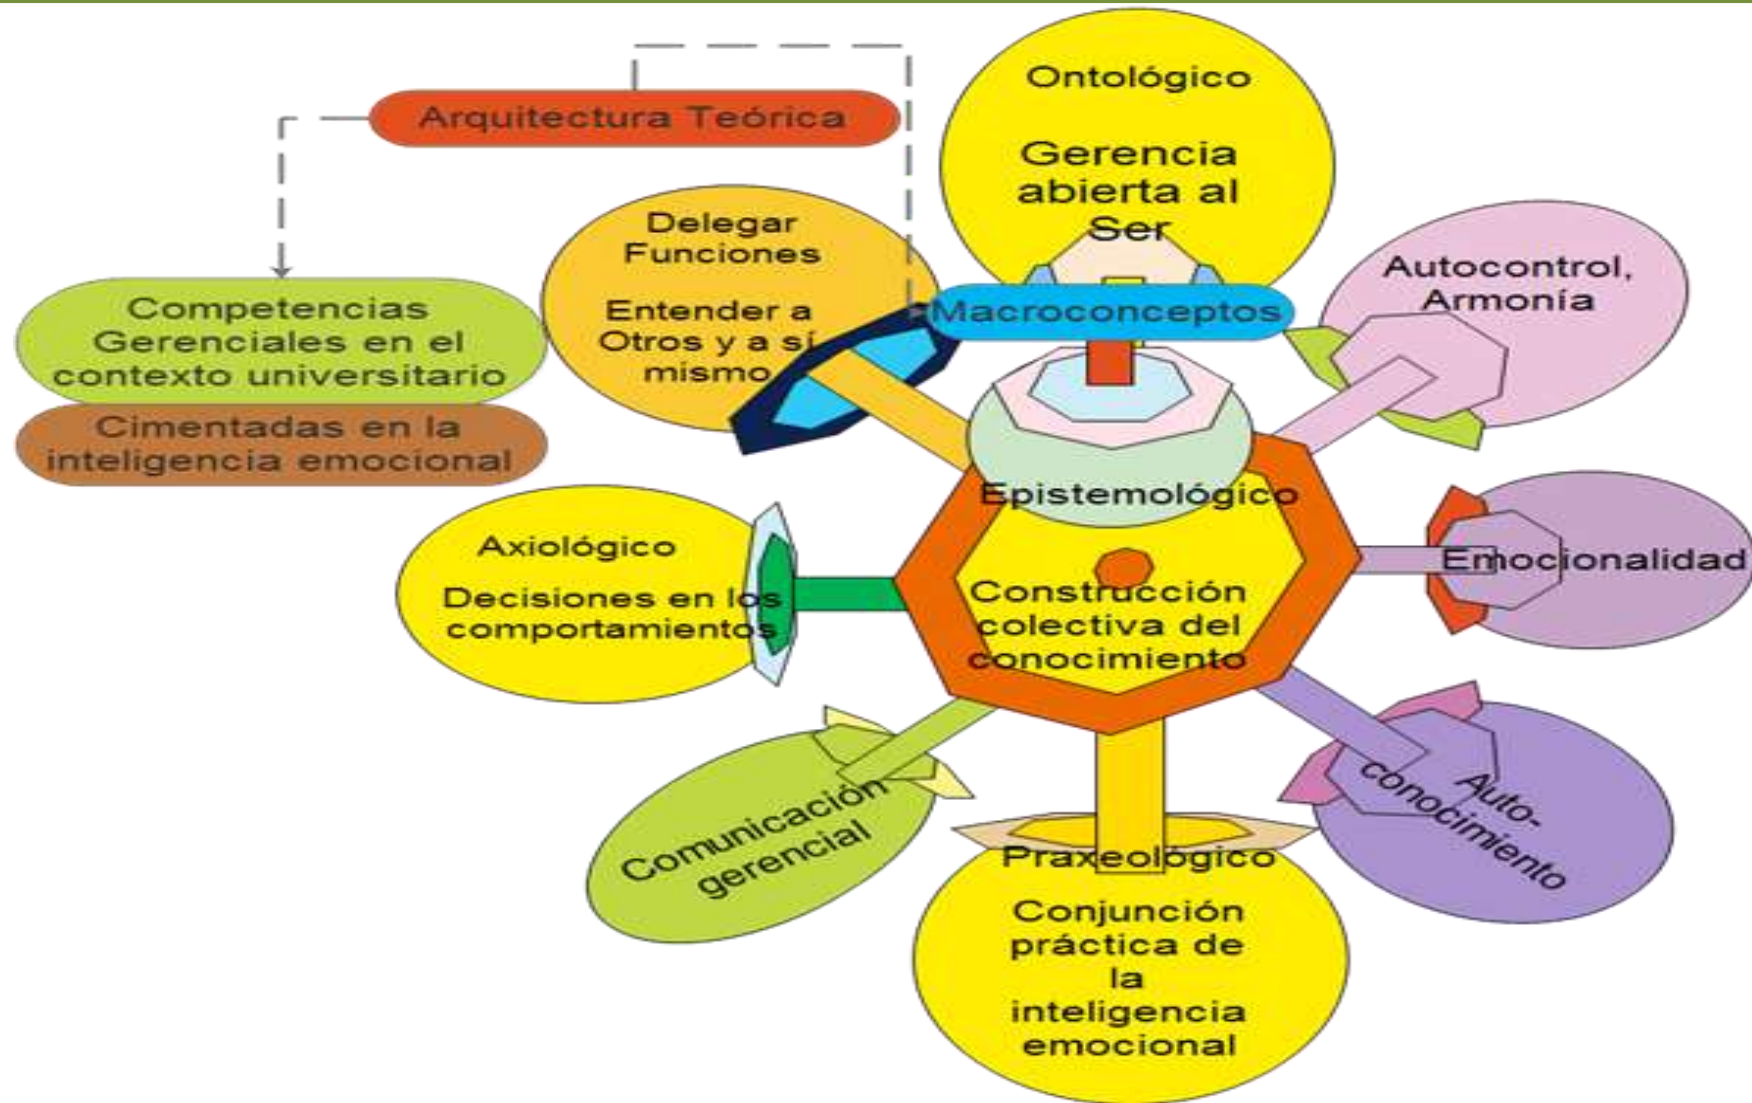 Ontológico
Gerencia
abierta al
Ser
Arquitectura Teórica
Delegar
Funciones
Entender a
Otros y a sí
mismo
Macroconceptos
Autocontrol,
Armonía
Competencias
Gerenciales en el
contexto universitario
Cimentadas en la
inteligencia emocional
Epistemológico
Construcción
colectiva del
conocimiento
Axiológico
Decisiones en los
comportamientos
Emocionalidad
Comunicación
gerencial
Auto-
conocimiento
Praxeológico
Conjunción
práctica de
la
inteligencia
emocional